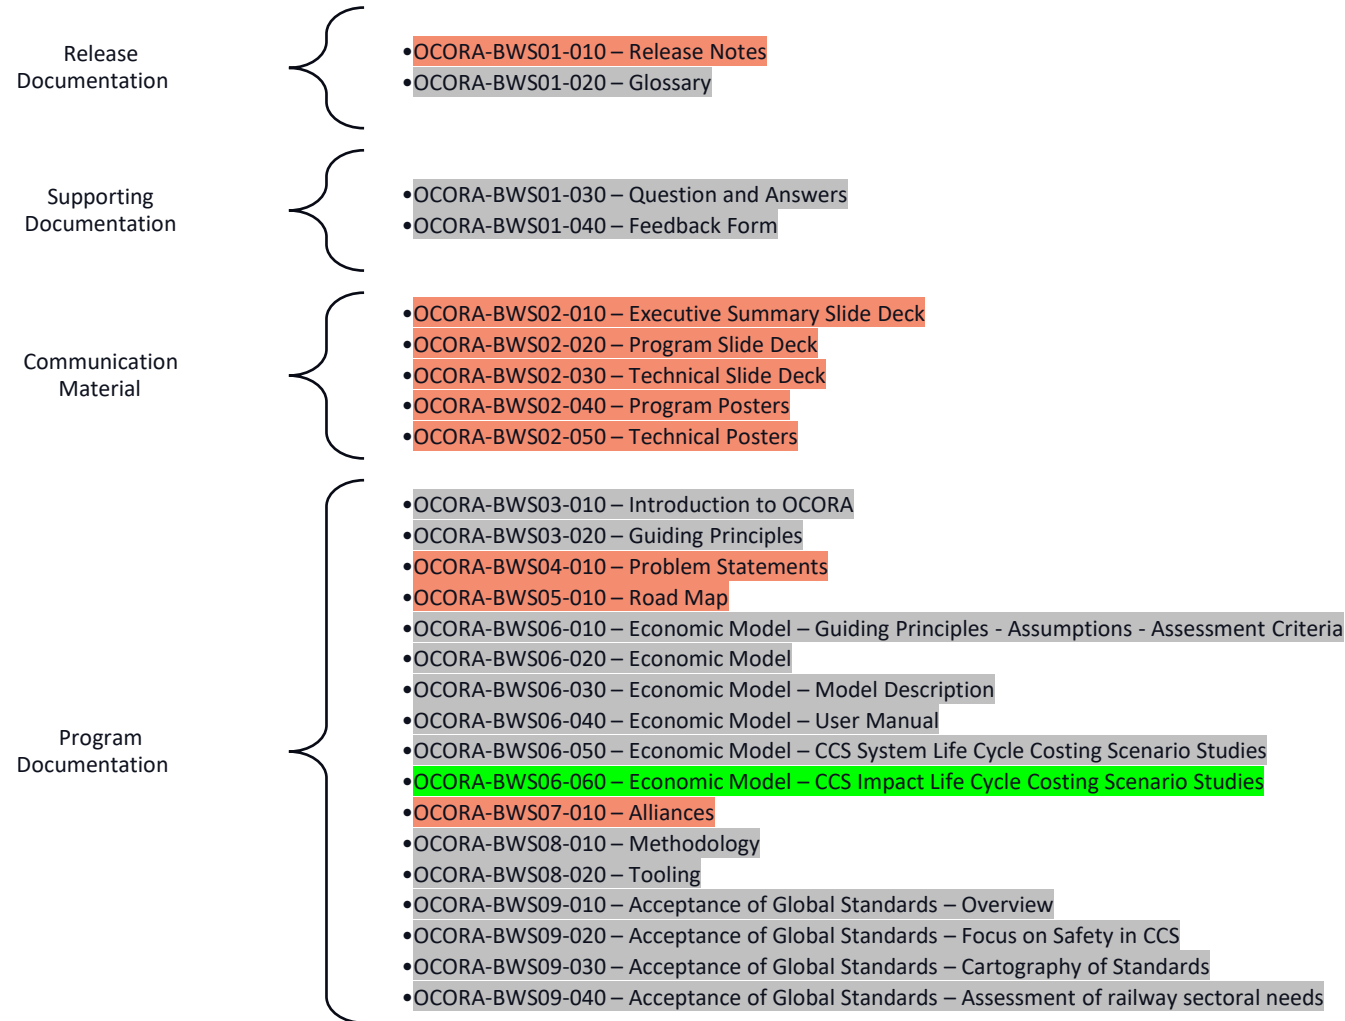 Release
Documentation
•OCORA-BWS01-010 – Release Notes
•OCORA-BWS01-020 – Glossary
Supporting
Documentation
•OCORA-BWS01-030 – Question and Answers
•OCORA-BWS01-040 – Feedback Form
Communication
Material
•OCORA-BWS02-010 – Executive Summary Slide Deck
•OCORA-BWS02-020 – Program Slide Deck
•OCORA-BWS02-030 – Technical Slide Deck
•OCORA-BWS02-040 – Program Posters
•OCORA-BWS02-050 – Technical Posters
Program
Documentation
•OCORA-BWS03-010 – Introduction to OCORA
•OCORA-BWS03-020 – Guiding Principles
•OCORA-BWS04-010 – Problem Statements
•OCORA-BWS05-010 – Road Map
•OCORA-BWS06-010 – Economic Model – Guiding Principles - Assumptions - Assessment Criteria
•OCORA-BWS06-020 – Economic Model
•OCORA-BWS06-030 – Economic Model – Model Description
•OCORA-BWS06-040 – Economic Model – User Manual
•OCORA-BWS06-050 – Economic Model – CCS System Life Cycle Costing Scenario Studies
•OCORA-BWS06-060 – Economic Model – CCS Impact Life Cycle Costing Scenario Studies
•OCORA-BWS07-010 – Alliances
•OCORA-BWS08-010 – Methodology
•OCORA-BWS08-020 – Tooling
•OCORA-BWS09-010 – Acceptance of Global Standards – Overview
•OCORA-BWS09-020 – Acceptance of Global Standards – Focus on Safety in CCS
•OCORA-BWS09-030 – Acceptance of Global Standards – Cartography of Standards
•OCORA-BWS09-040 – Acceptance of Global Standards – Assessment of railway sectoral needs